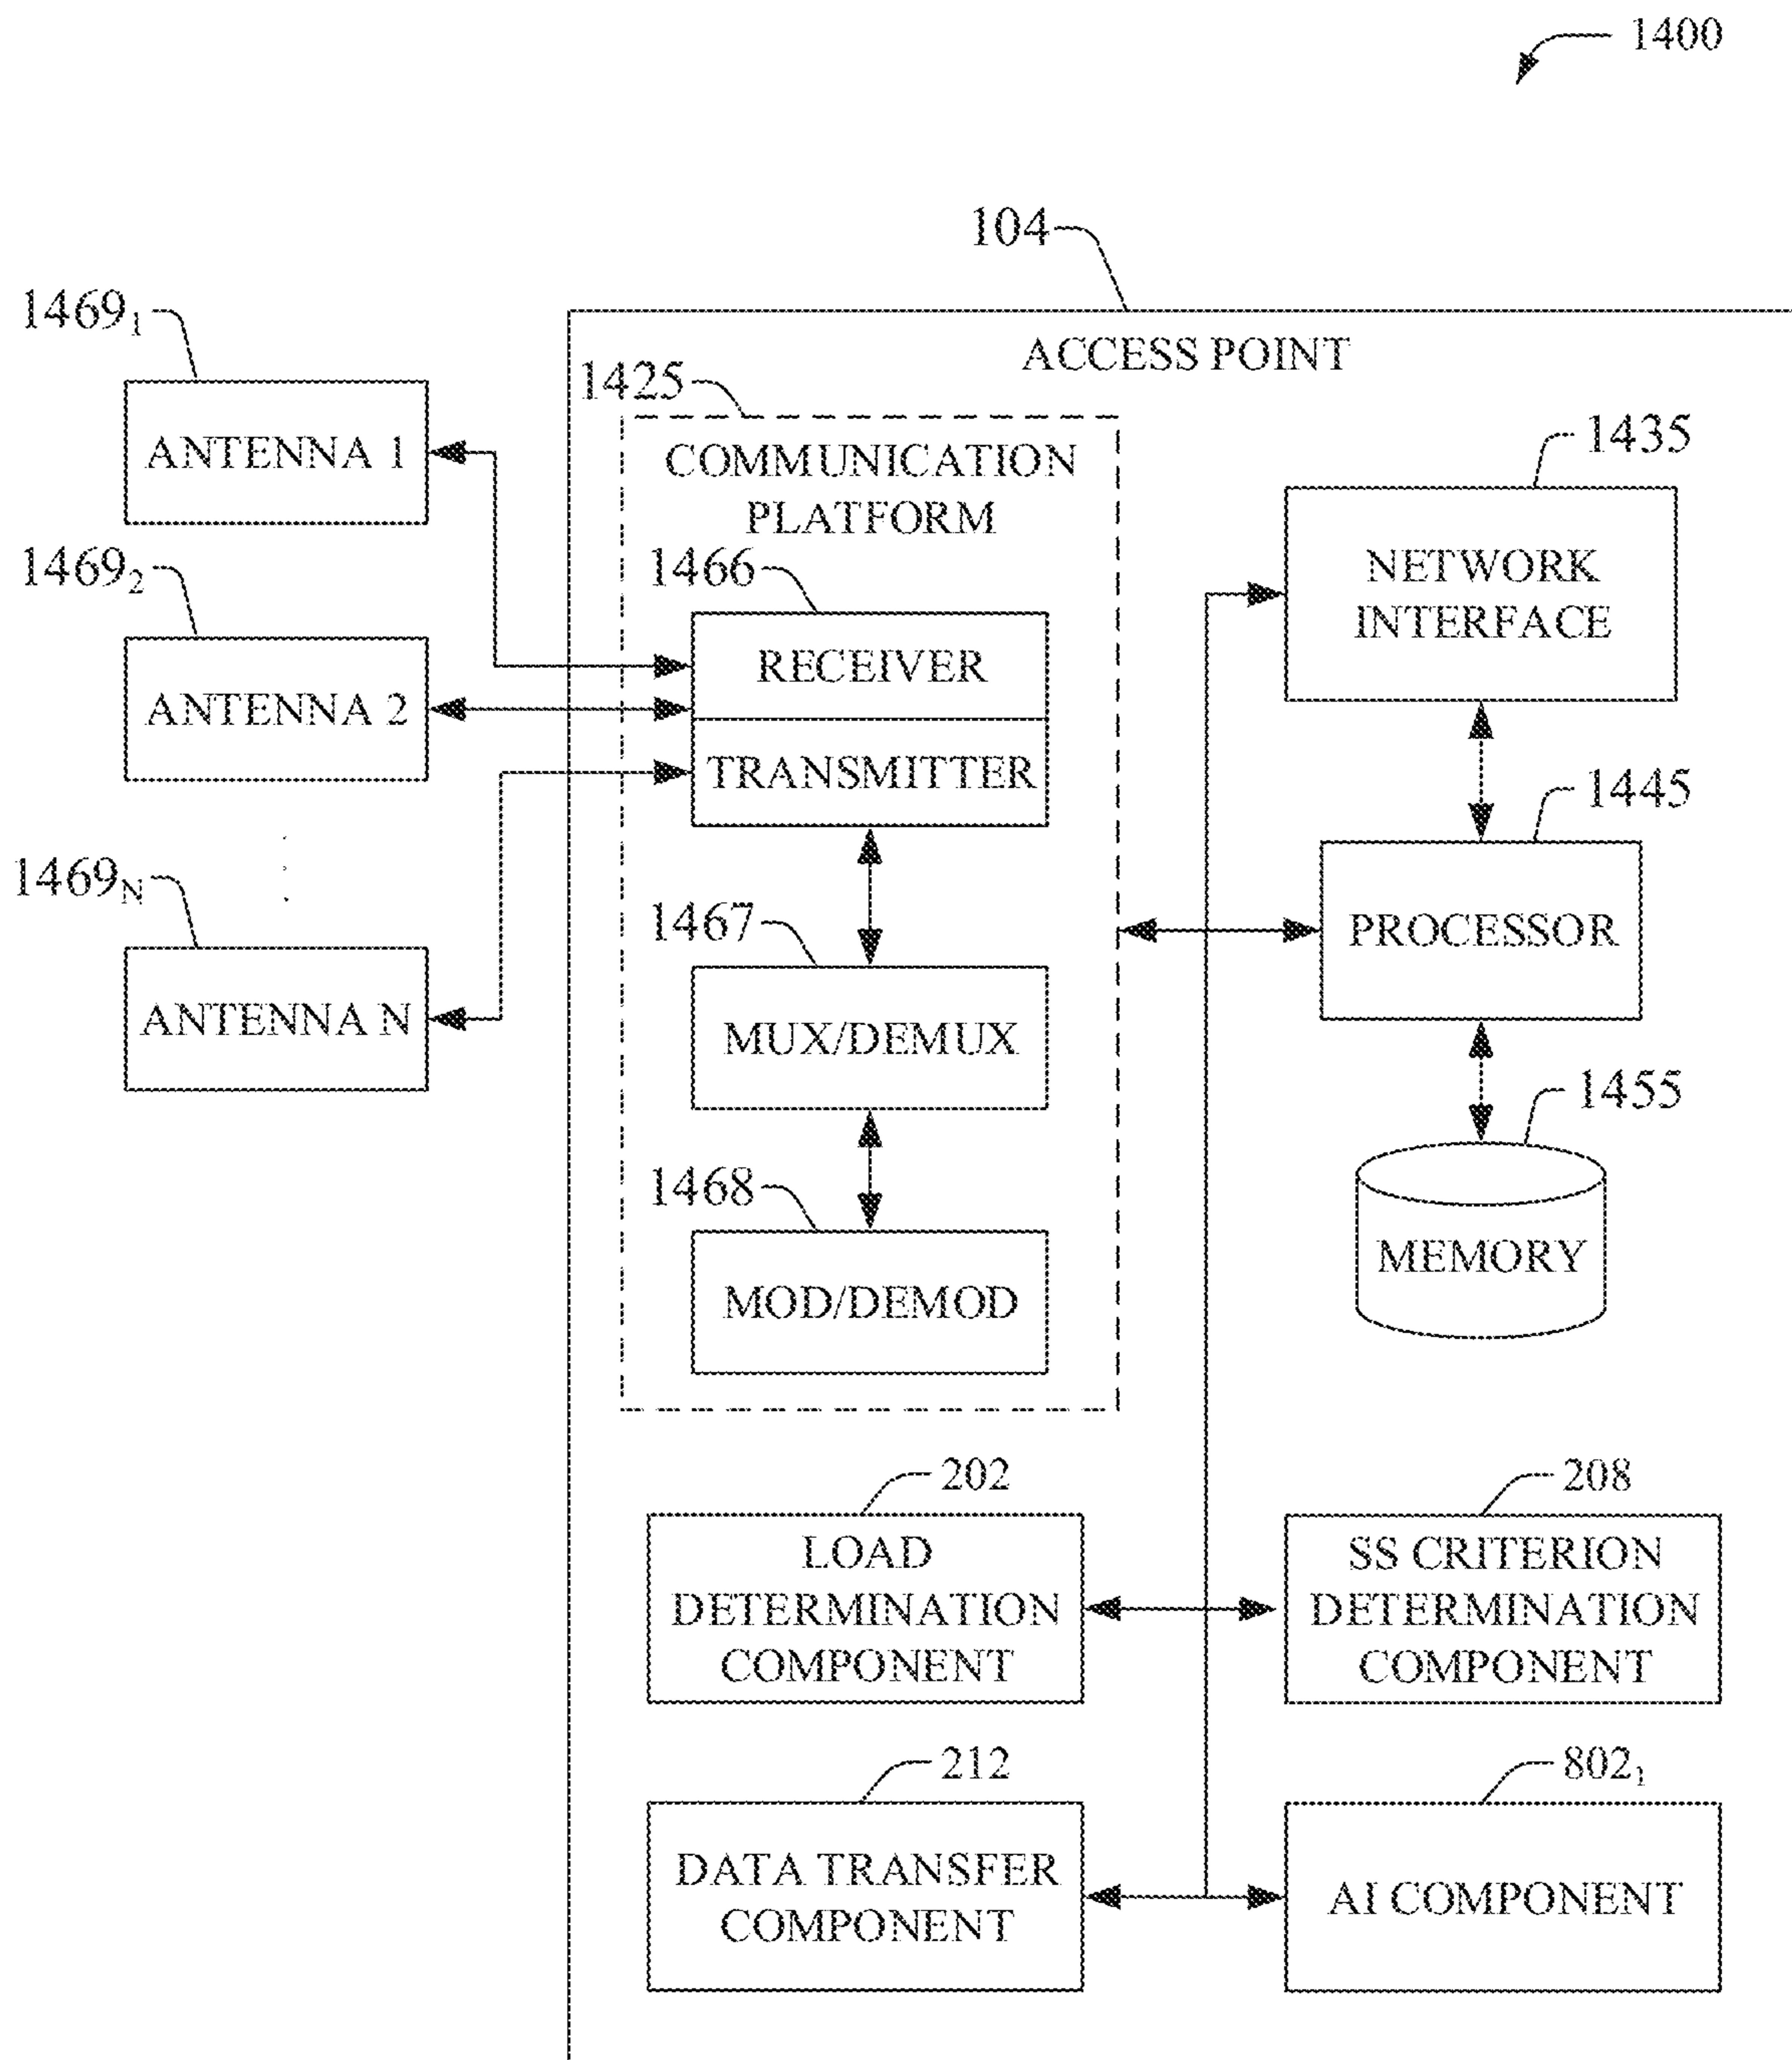 1400
104
ACCESS POINT
1469₁
ANTENNA 1
1469₂
ANTENNA 2
1469N
ANTENNA N
1425
COMMUNICATION
PLATFORM
1466
RECEIVER
TRANSMITTER
1467
MUX/DEMUX
1468
MOD/DEMOD
1435
NETWORK
INTERFACE
1445
PROCESSOR
1455
MEMORY
202
LOAD
DETERMINATION
COMPONENT
208
SS CRITERION
DETERMINATION
COMPONENT
212
DATA TRANSFER
COMPONENT
802₁
AI COMPONENT